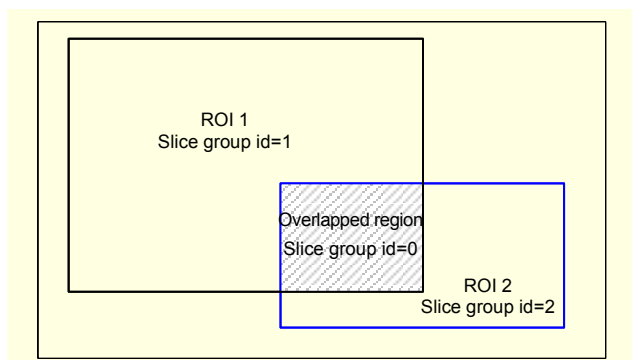 ROI 1
Slice group id=1
Overlapped region
Slice group id=0
ROI 2
Slice group id=2